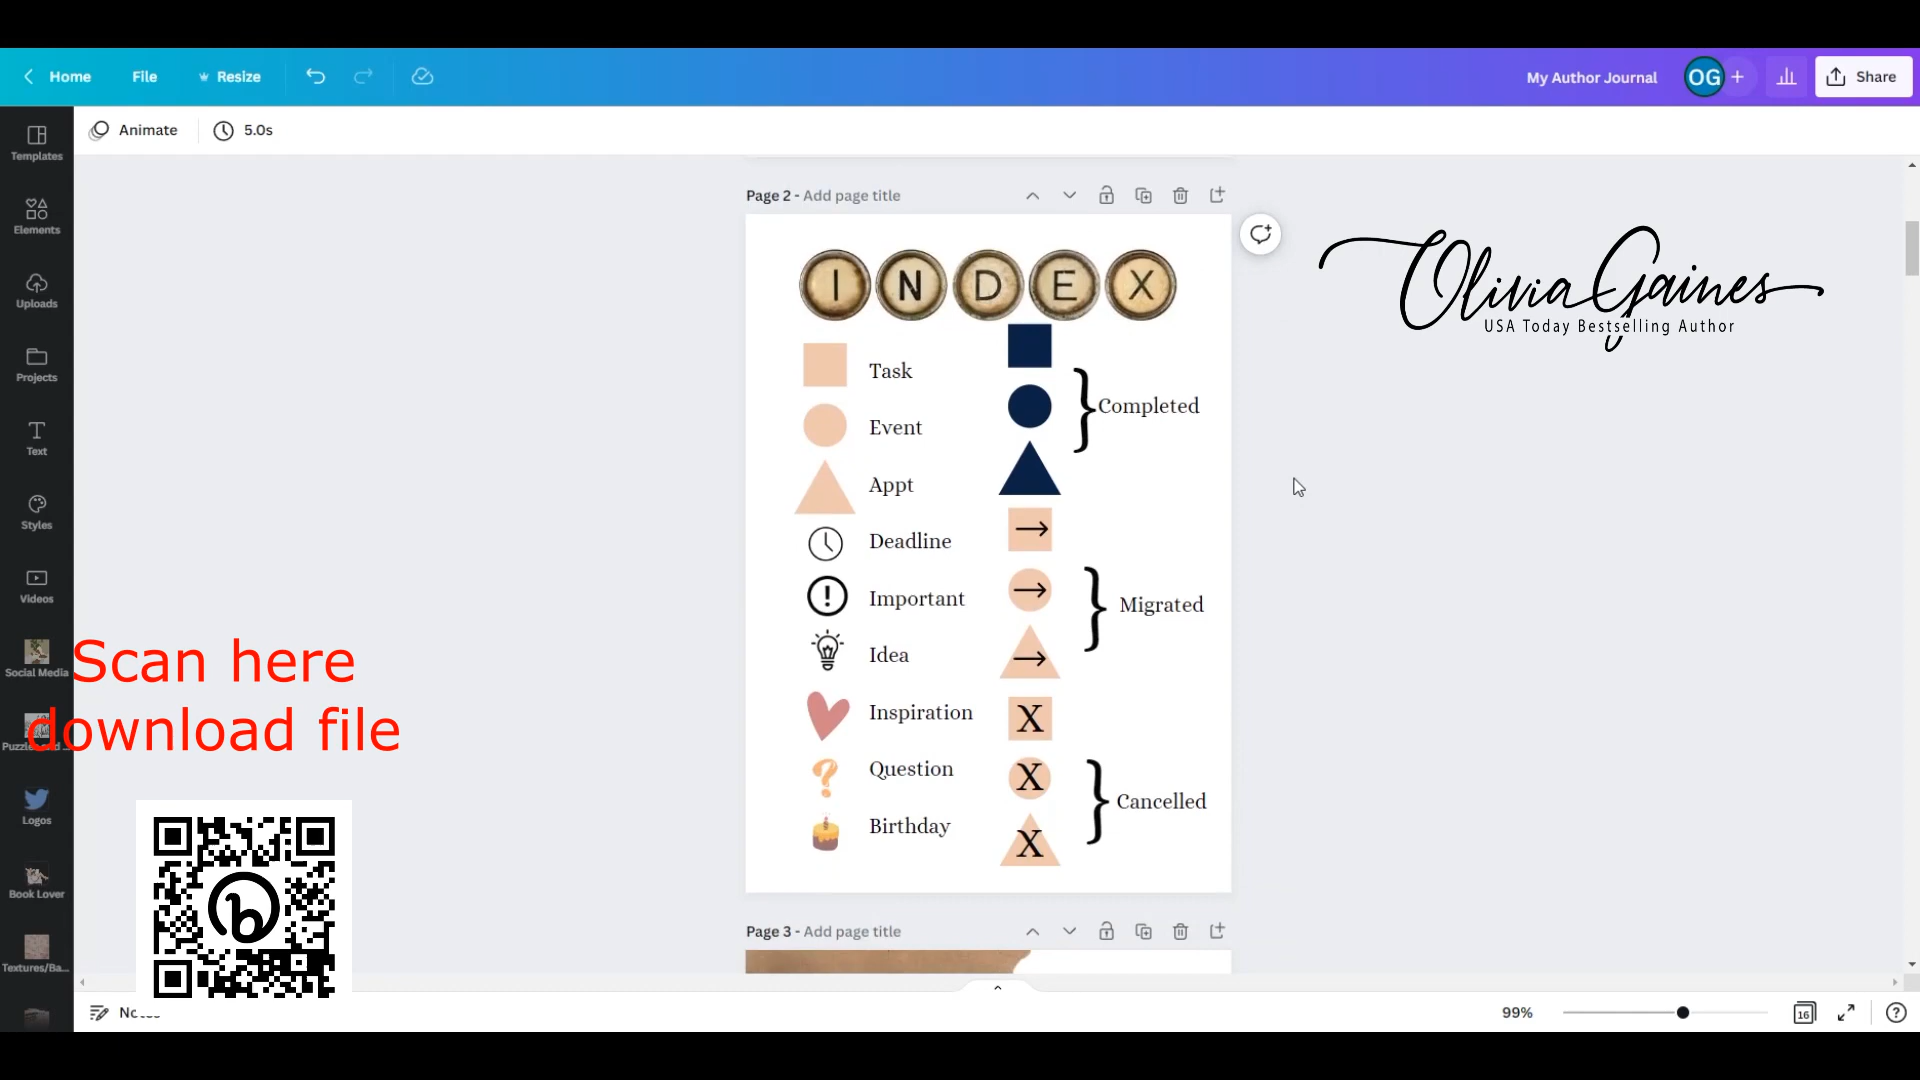 Home
File
Resize
My Author Journal
OG
Share
Animate
5.0s
Templates
Elements
Uploads
Projects
Text
Styles
Videos
Social Media
Logos
Book Lover
Textures/Ba...
Page 2 - Add page title
INDEX
Task
Event
Appt
Deadline
Important
Idea
Inspiration
Question
Birthday
Completed
Migrated
X
X
X
Cancelled
Olivia Gaines
USA Today Bestselling Author
Scan here
download file
Page 3 - Add page title
99%
16